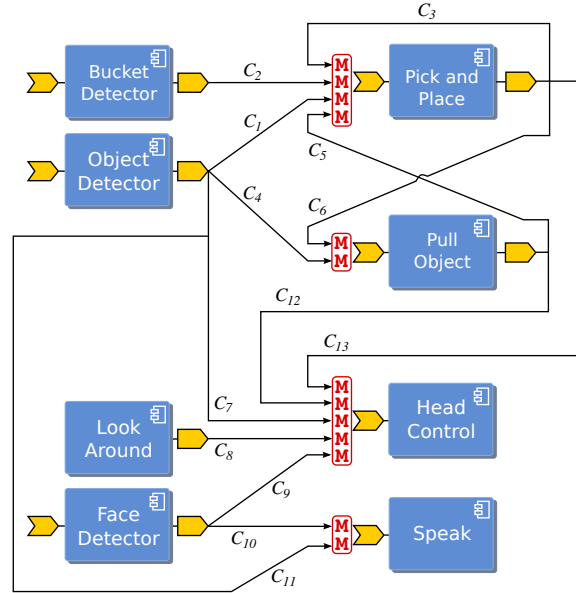 C3
Bucket
Detector
C2
M
M
M
M
Pick and
Place
C1
Object
Detector
C5
C4
C6
M
M
Pull
Object
C12
C13
M
M
M
M
M
Head
Control
C7
Look
Around
C8
C9
Face
Detector
C10
M
M
Speak
C11